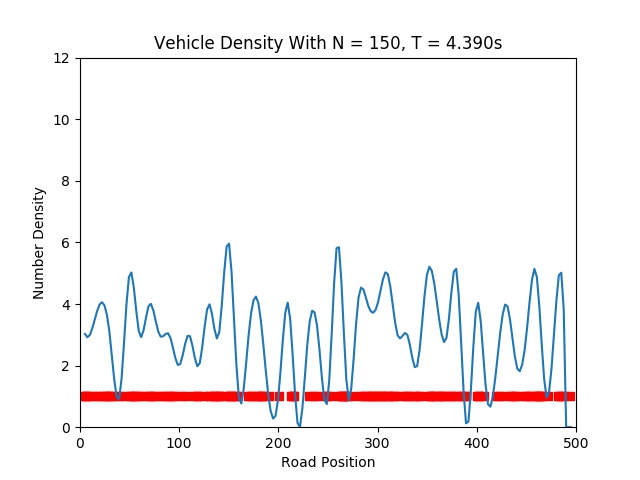 Vehicle Density With N = 150, T = 4.390s
12
10
8
6
4
2
0
Number Density
0 100 200 300 400 500
Road Position